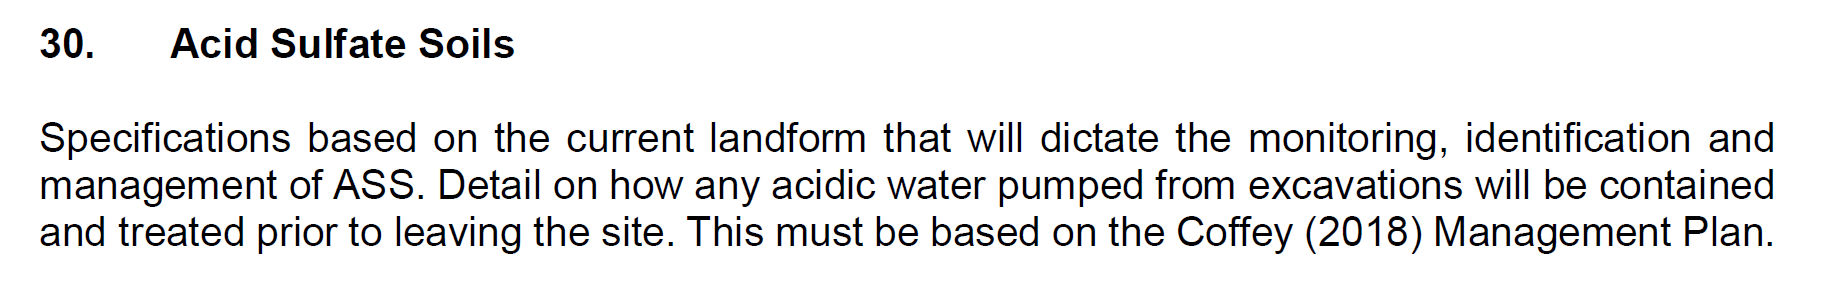 30. Acid Sulfate Soils
Specifications based on the current landform that will dictate the monitoring, identification and
management of ASS. Detail on how any acidic water pumped from excavations will be contained
and treated prior to leaving the site. This must be based on the Coffey (2018) Management Plan.